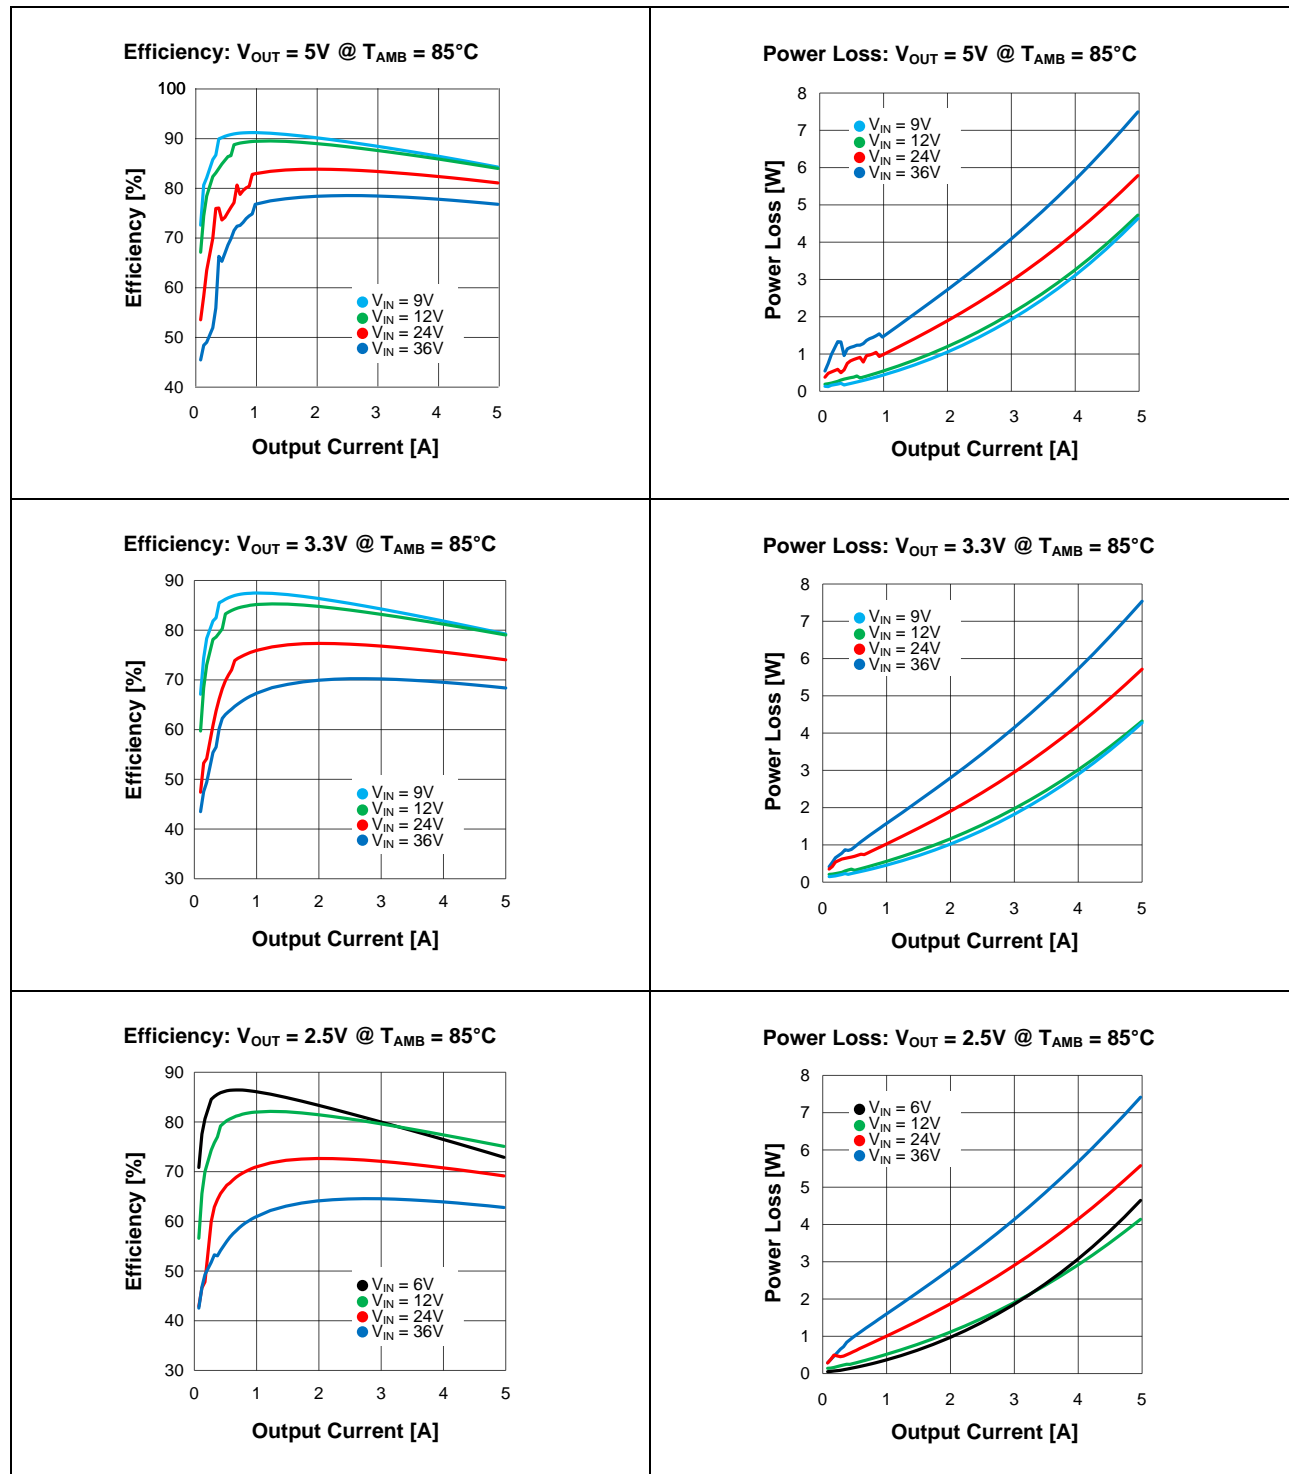 Efficiency: VOUT = 5V @ TAMB = 85°C
100
90
80
70
60
50
40
Efficiency [%]
VIN = 9V
VIN = 12V
VIN = 24V
VIN = 36V
0 1 2 3 4 5
Output Current [A]
Power Loss: VOUT = 5V @ TAMB = 85°C
8
7
6
5
4
3
2
1
0
Power Loss [W]
VIN = 9V
VIN = 12V
VIN = 24V
VIN = 36V
0 1 2 3 4 5
Output Current [A]
Efficiency: VOUT = 3.3V @ TAMB = 85°C
90
80
70
60
50
40
30
Efficiency [%]
VIN = 9V
VIN = 12V
VIN = 24V
VIN = 36V
0 1 2 3 4 5
Output Current [A]
Power Loss: VOUT = 3.3V @ TAMB = 85°C
8
7
6
5
4
3
2
1
0
Power Loss [W]
VIN = 9V
VIN = 12V
VIN = 24V
VIN = 36V
0 1 2 3 4 5
Output Current [A]
Efficiency: VOUT = 2.5V @ TAMB = 85°C
90
80
70
60
50
40
30
Efficiency [%]
VIN = 6V
VIN = 12V
VIN = 24V
VIN = 36V
0 1 2 3 4 5
Output Current [A]
Power Loss: VOUT = 2.5V @ TAMB = 85°C
8
7
6
5
4
3
2
1
0
Power Loss [W]
VIN = 6V
VIN = 12V
VIN = 24V
VIN = 36V
0 1 2 3 4 5
Output Current [A]